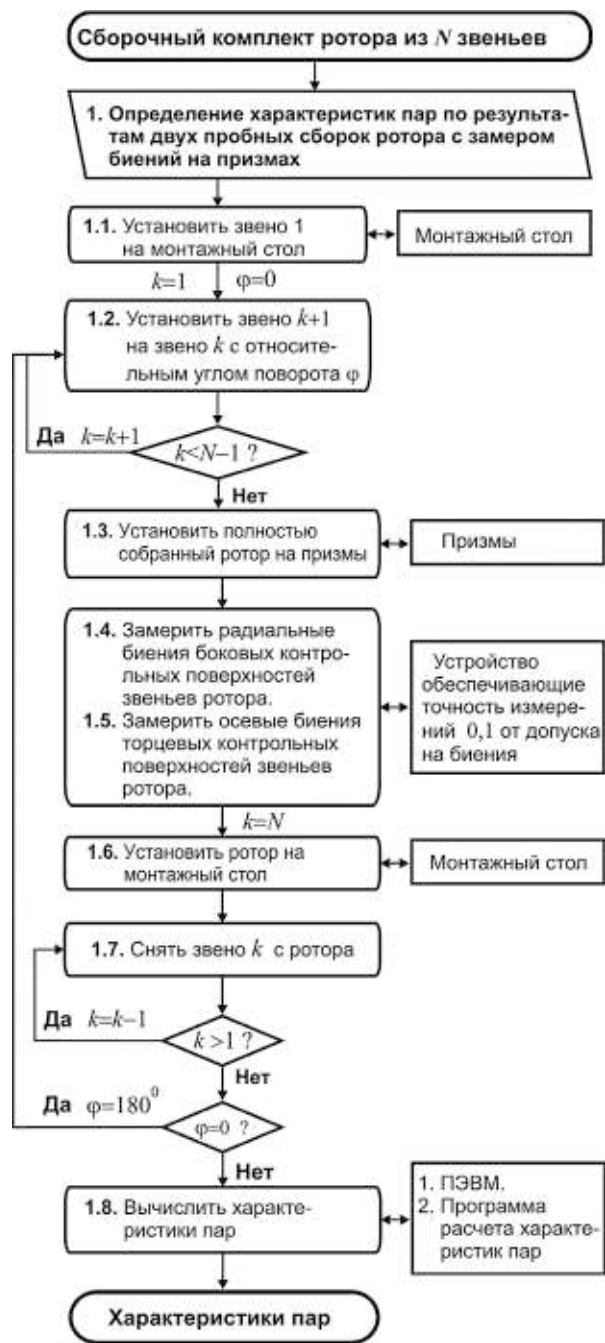 Сборочный комплект ротора из N звеньев
1. Определение характеристик пар по результа-
там двух пробных сборок ротора с замером
биений на призмах
1.1. Установить звено 1
на монтажный стол
Монтажный стол
k=1 φ=0
1.2. Установить звено k+1
на звено k с относите-
льным углом поворота φ
Да k=k+1
k<N−1 ?
Нет
1.3. Установить полностью
собранный ротор на призмы
Призмы
1.4. Замерить радиальные
биения боковых контро-
льных поверхностей
звеньев ротора.
1.5. Замерить осевые биения
торцевых контрольных
поверхностей звеньев
ротора.
Устройство
обеспечивающие
точность измере-
ний 0,1 от допуска
на биения
k=N
1.6. Установить ротор на
монтажный стол
Монтажный стол
1.7. Снять звено k с ротора
Да k=k−1
k >1 ?
Нет
Да φ=180⁰
φ=0 ?
Нет
1.8. Вычислить характе-
ристики пар
1. ПЭВМ.
2. Программа
расчета характе-
ристик пар
Характеристики пар